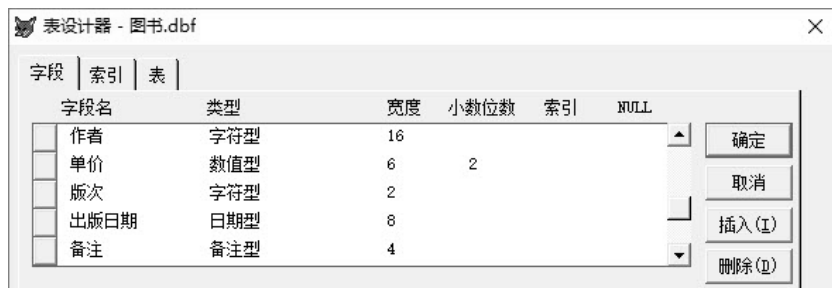 表设计器 - 图书.dbf
字段 索引 表
字段名 类型 宽度 小数位数 索引 NULL
作者 字符型 16
单价 数值型 6 2
版次 字符型 2
出版日期 日期型 8
备注 备注型 4
确定
取消
插入(I)
删除(D)